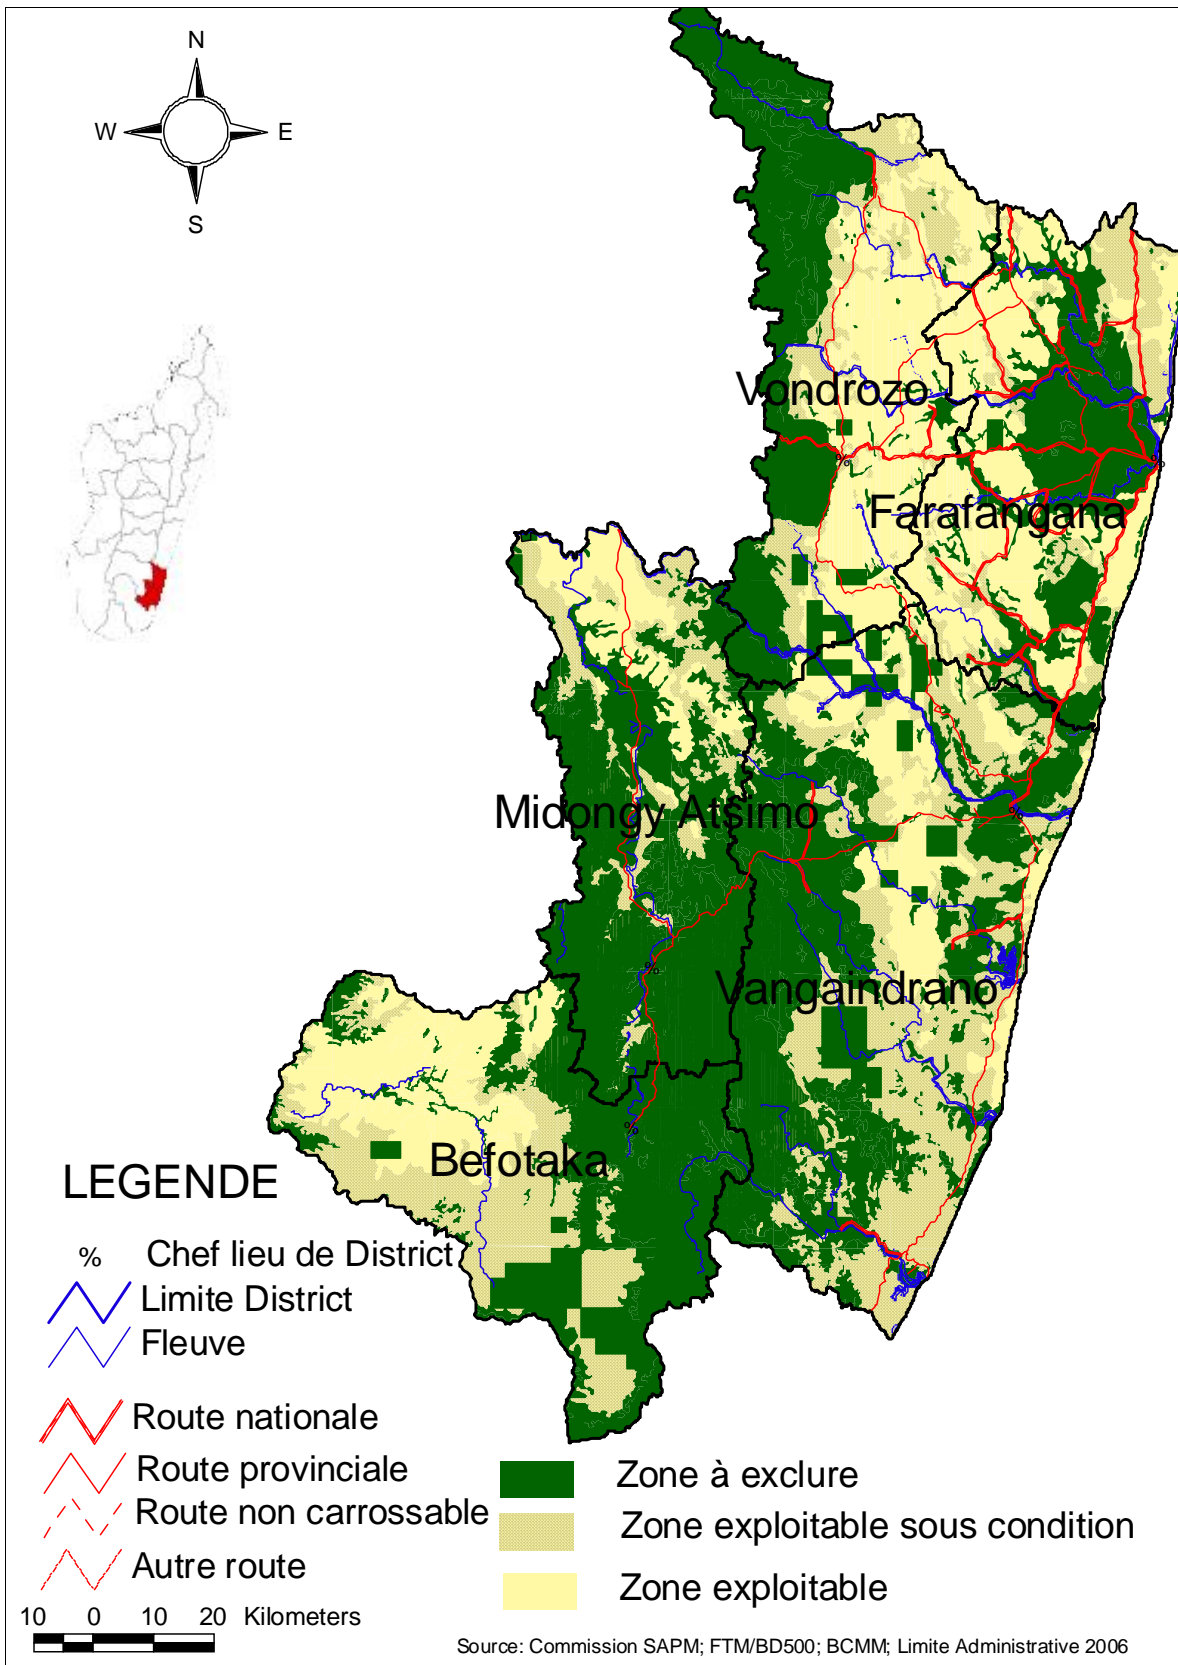 N
W E
S
Vondrozo
Farafangana
Midongy Atsimo
Vangaindrano
Befotaka
LEGENDE
% Chef lieu de District
Limite District
Fleuve
Route nationale
Route provinciale
Route non carrossable
Autre route
10 0 10 20 Kilometers
Zone à exclure
Zone exploitable sous condition
Zone exploitable
Source: Commission SAPM; FTM/BD500; BCMM; Limite Administrative 2006